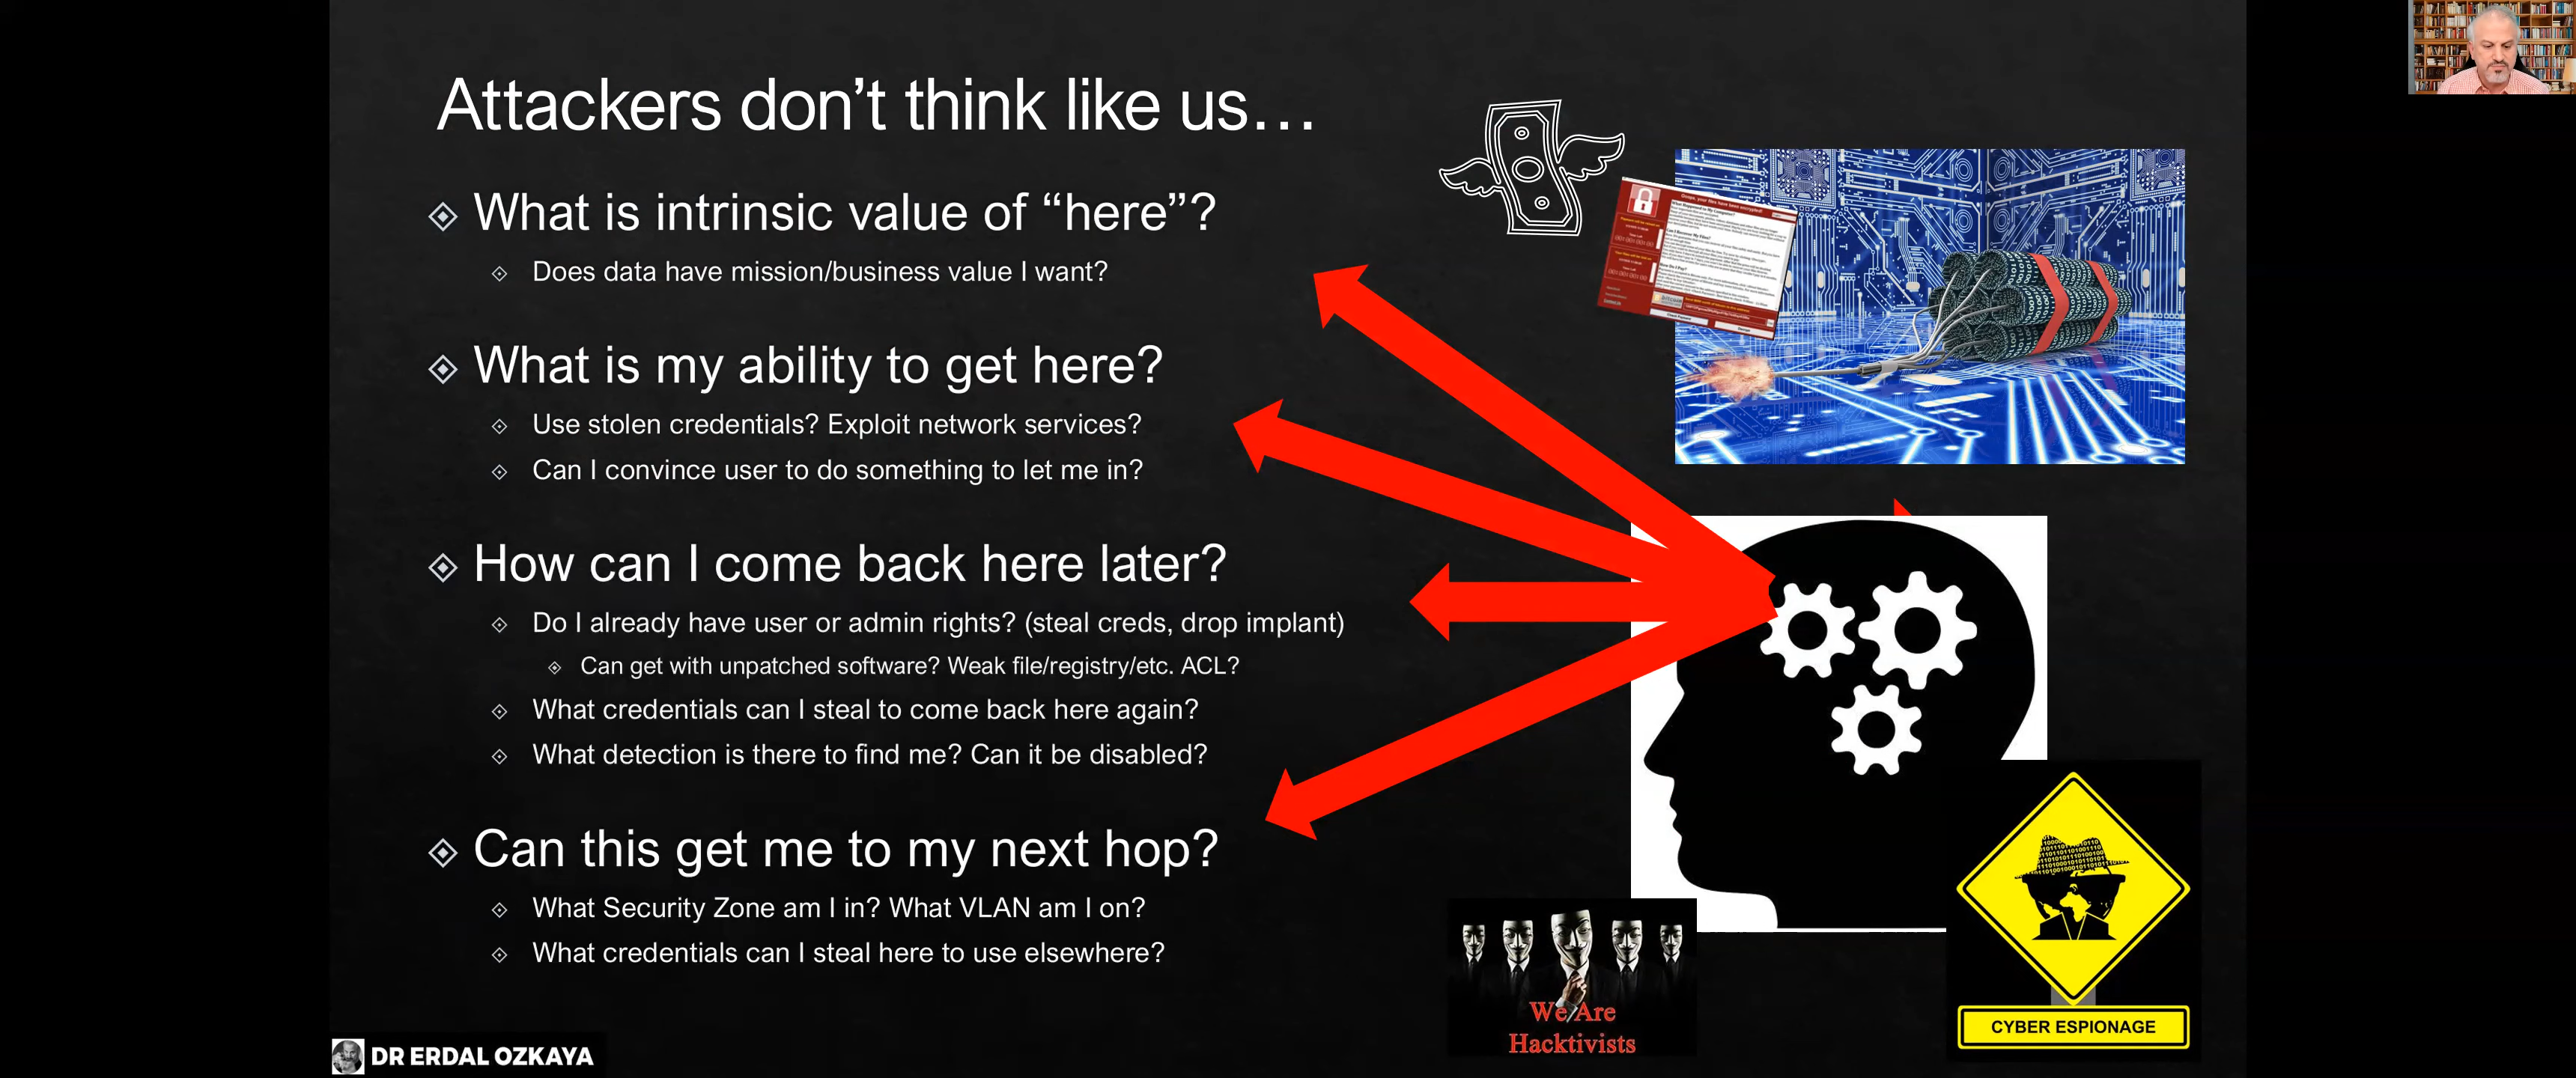 Attackers don't think like us…
What is intrinsic value of “here”?
Does data have mission/business value I want?
What is my ability to get here?
Use stolen credentials? Exploit network services?
Can I convince user to do something to let me in?
How can I come back here later?
Do I already have user or admin rights? (steal creds, drop implant)
Can get with unpatched software? Weak file/registry/etc. ACL?
What credentials can I steal to come back here again?
What detection is there to find me? Can it be disabled?
Can this get me to my next hop?
What Security Zone am I in? What VLAN am I on?
What credentials can I steal here to use elsewhere?
Ooops, your files have been encrypted!
We Are
Hacktivists
CYBER ESPIONAGE
DR ERDAL OZKAYA